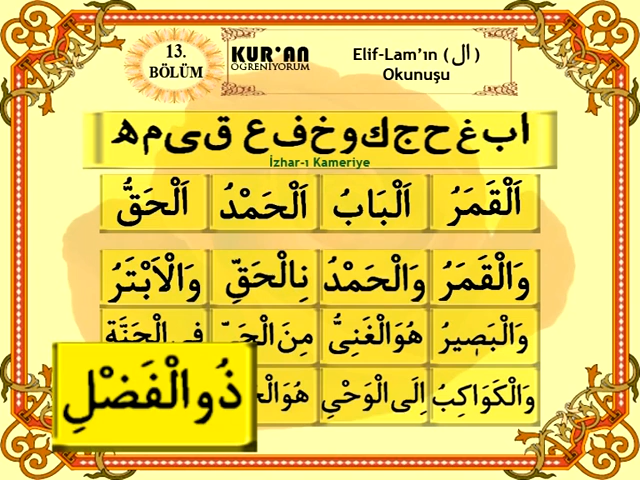 13.
BÖLÜM
KUR'AN
ÖĞRENİYORUM
Elif-Lam'ın (ال)
Okunuşu
ا ب غ ح ج ك و خ ف ع ق ى م ه
İzhar-ı Kameriye
اَلْقَمَرُ اَلْبَابُ اَلْحَمْدُ اَلْحَقُّ
وَالْقَمَرُ وَالْحَمْدُ نِالْحَقِّ وَالْاَبْتَرُ
وَالْبَصٖيرُ هُوَالْغَنِىُّ مِنَ فِى الْجَنَّةِ
وَالْكَوَاكِبُ اِلَى الْوَحْىِ
ذُوالْفَضْلِ